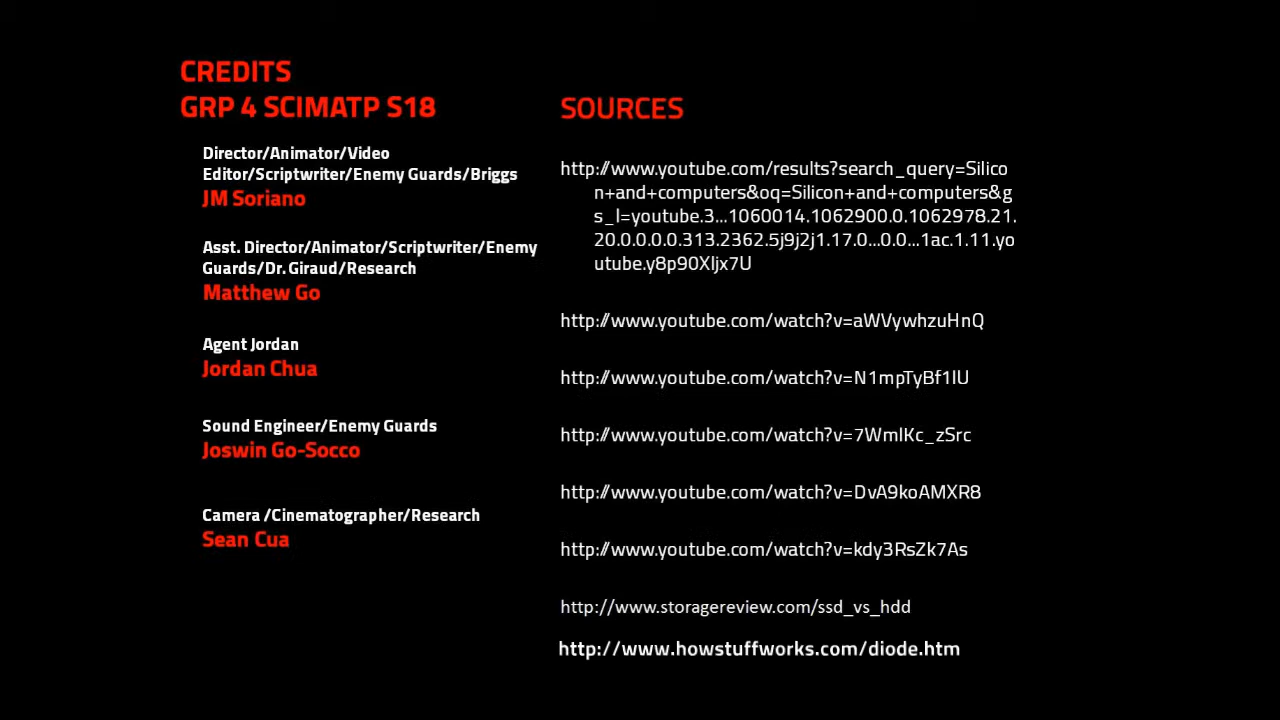 CREDITS
GRP 4 SCIMATP S18
Director/Animator/Video
Editor/Scriptwriter/Enemy Guards/Briggs
JM Soriano
Asst. Director/Animator/Scriptwriter/Enemy
Guards/Dr. Giraud/Research
Matthew Go
Agent Jordan
Jordan Chua
Sound Engineer/Enemy Guards
Joswin Go-Socco
Camera /Cinematographer/Research
Sean Cua
SOURCES
http://www.youtube.com/results?search_query=Silico
n+and+computers&oq=Silicon+and+computers&g
s_l=youtube.3...1060014.1062900.0.1062978.21.
20.0.0.0.0.313.2362.5j9j2j1.17.0...0.0...1ac.1.11.yo
utube.y8p90XIjx7U
http://www.youtube.com/watch?v=aWVywhzuHnQ
http://www.youtube.com/watch?v=N1mpTyBf1IU
http://www.youtube.com/watch?v=7WmlKc_zSrc
http://www.youtube.com/watch?v=DvA9koAMXR8
http://www.youtube.com/watch?v=kdy3RsZk7As
http://www.storagereview.com/ssd_vs_hdd
http://www.howstuffworks.com/diode.htm